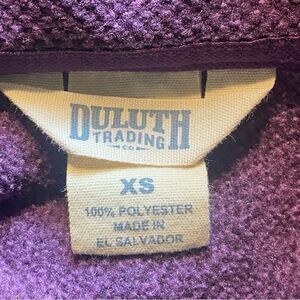 DULUTH
TRADING
CO
XS
100% POLYESTER
MADE IN
EL SALVADOR